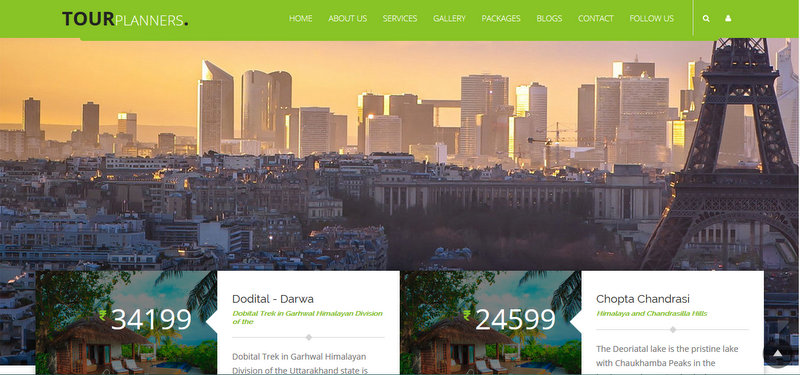 TOURPLANNERS.
HOME ABOUT US SERVICES GALLERY PACKAGES BLOGS CONTACT FOLLOW US
₹ 34199
Dodital - Darwa
Dobital Trek in Garhwal Himalayan Division
of the
Dobital Trek in Garhwal Himalayan
Division of the Uttarakhand state is
₹ 24599
Chopta Chandrasi
Himalaya and Chandrasilla Hills
The Deoriatal lake is the pristine lake
with Chaukhamba Peaks in the